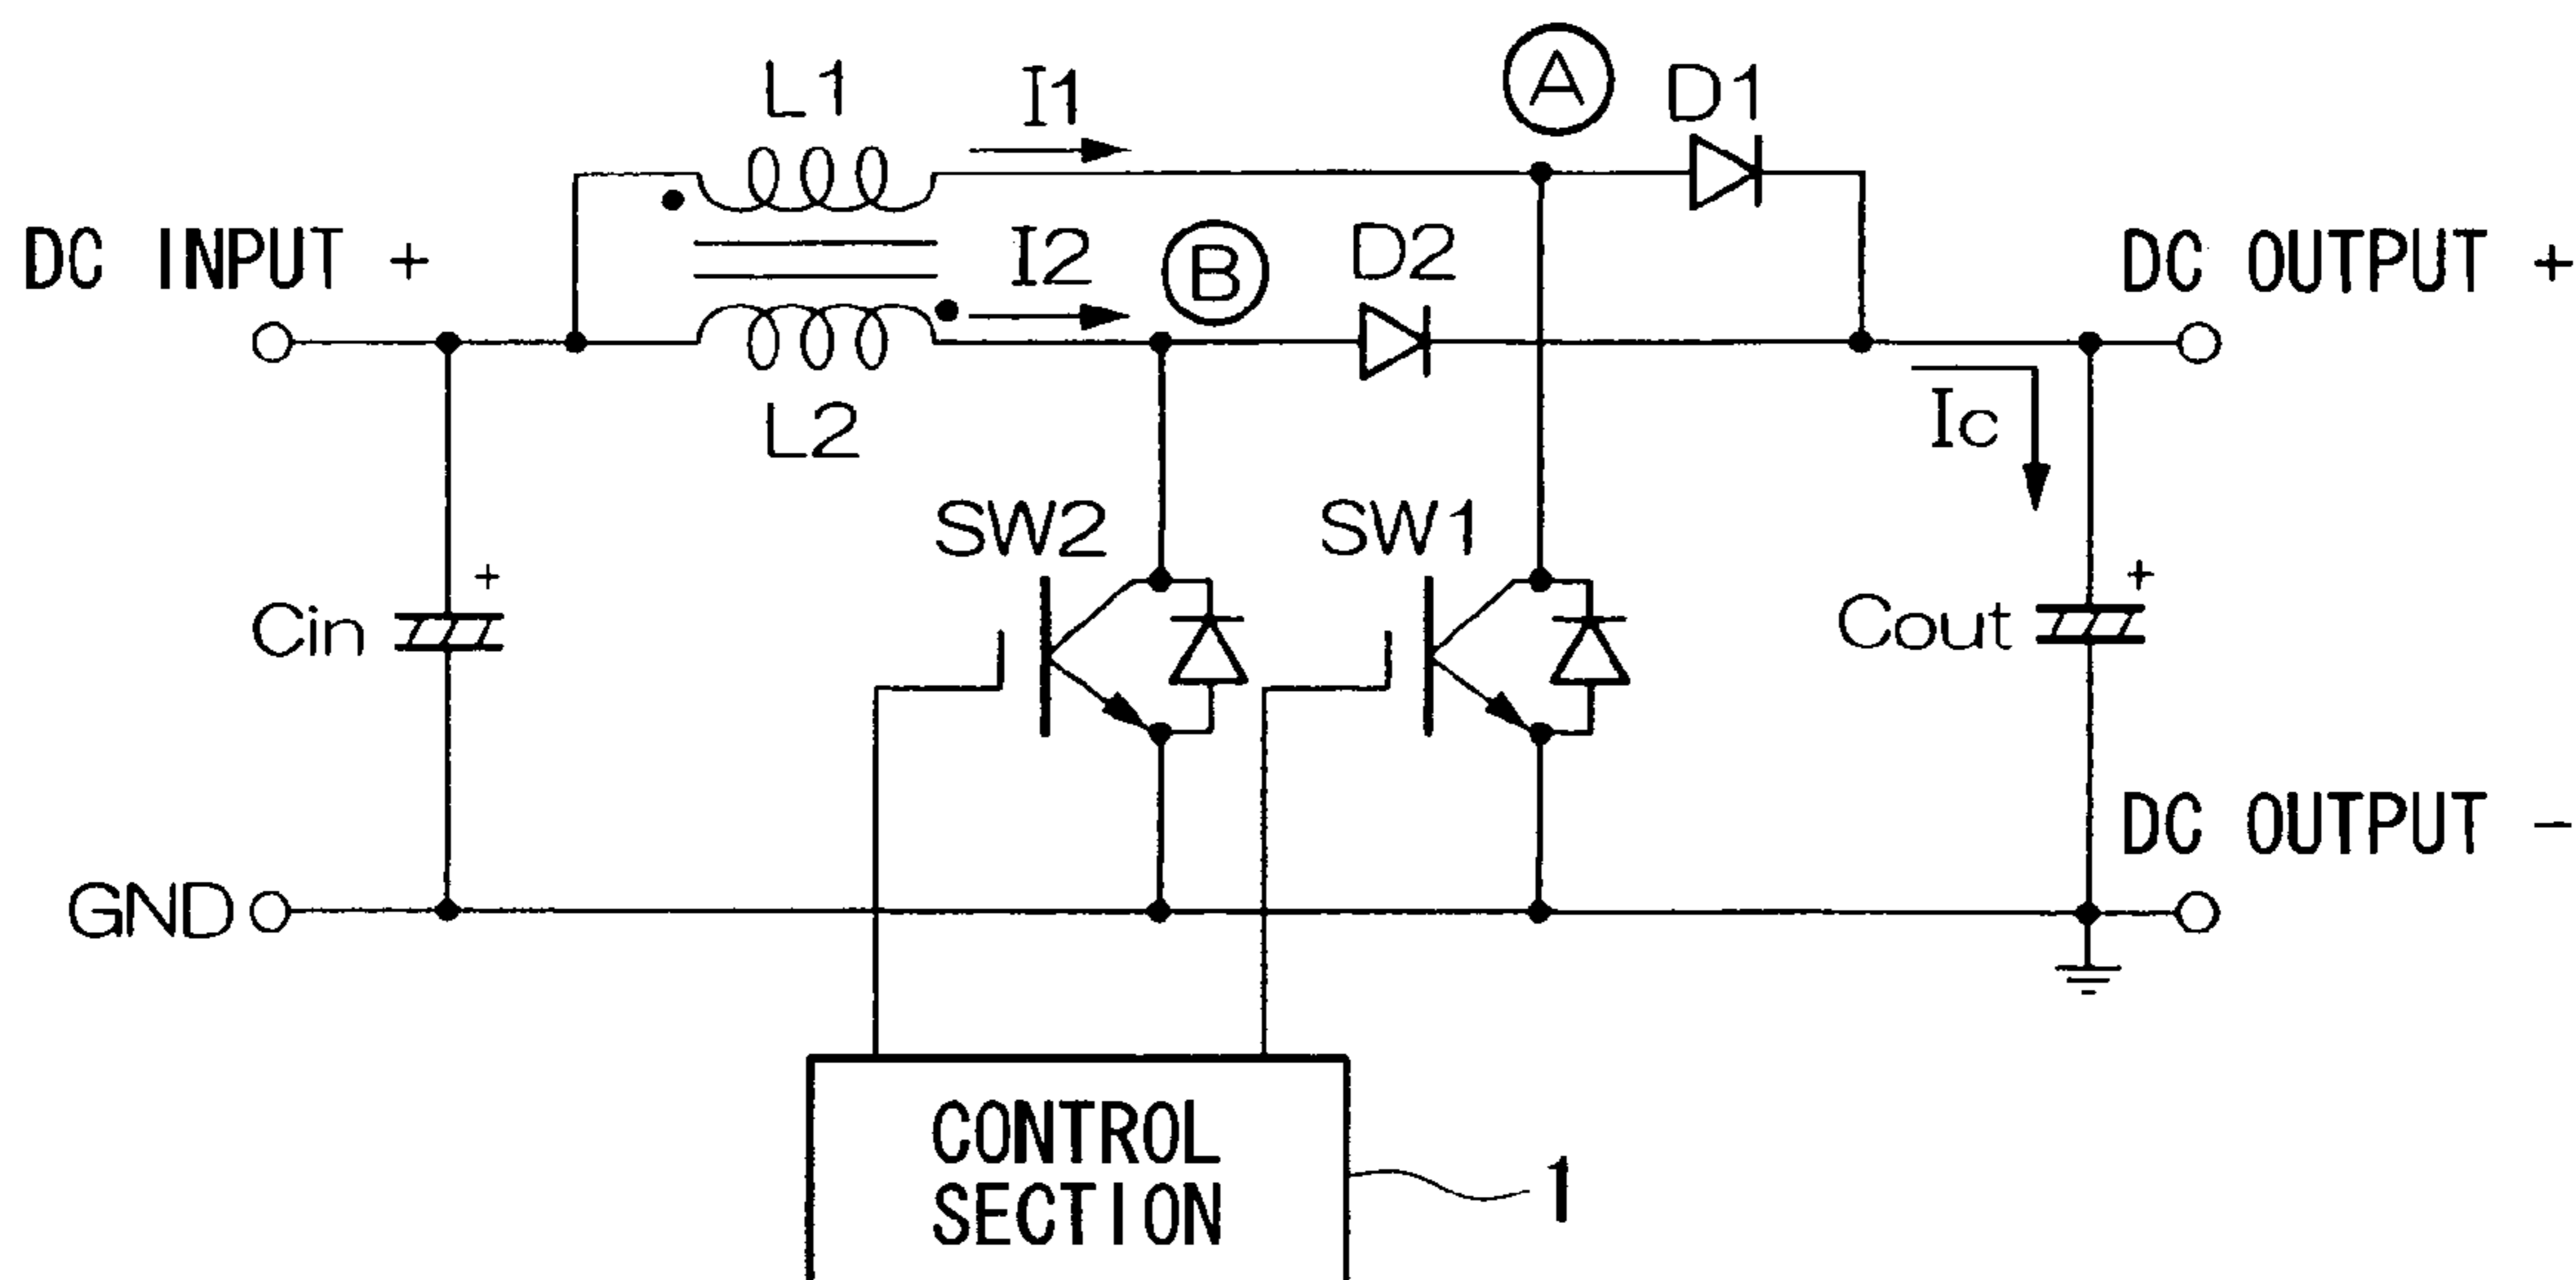 L1
I1
A
D1
DC INPUT +
I2
B
D2
DC OUTPUT +
L2
Ic
SW2
SW1
+
Cin
+
Cout
DC OUTPUT -
GND
CONTROL
SECTION
1